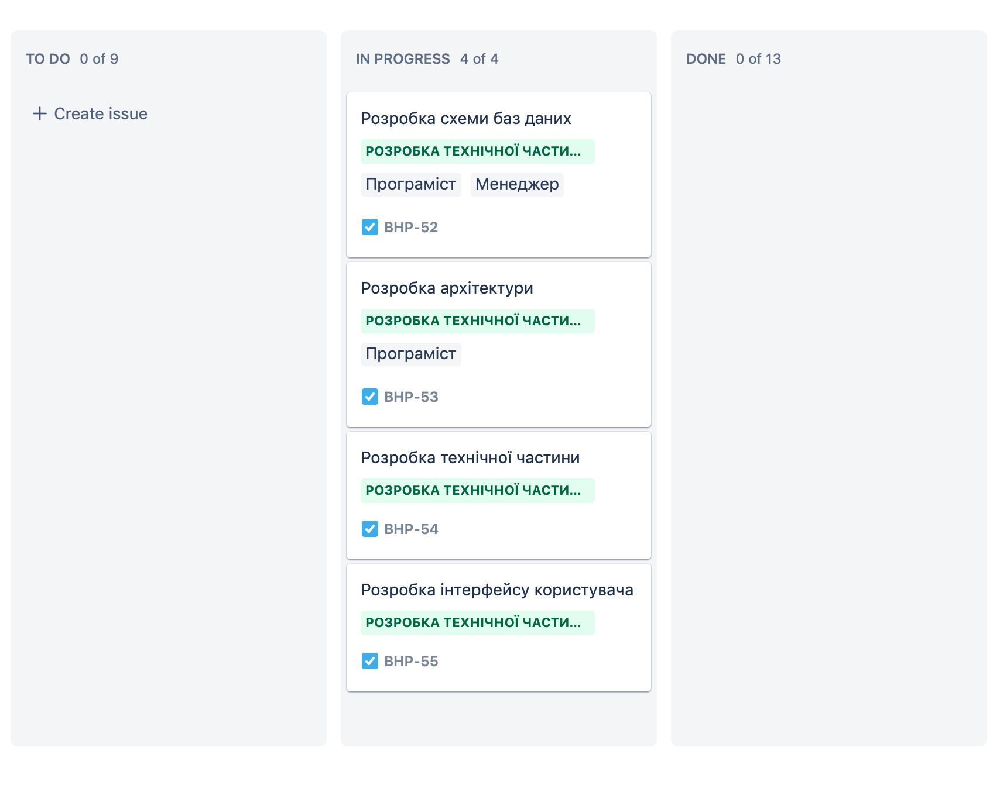 TO DO 0 of 9
+ Create issue
IN PROGRESS 4 of 4
Розробка схеми баз даних
РОЗРОБКА ТЕХНІЧНОЇ ЧАСТИ...
Програміст Менеджер
BHP-52
Розробка архітектури
РОЗРОБКА ТЕХНІЧНОЇ ЧАСТИ...
Програміст
BHP-53
Розробка технічної частини
РОЗРОБКА ТЕХНІЧНОЇ ЧАСТИ...
BHP-54
Розробка інтерфейсу користувача
РОЗРОБКА ТЕХНІЧНОЇ ЧАСТИ...
BHP-55
DONE 0 of 13